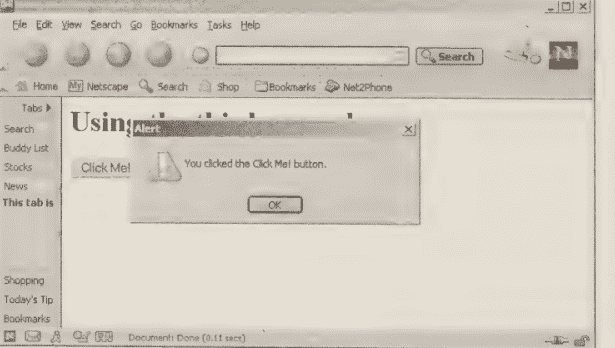 File Edit View Search Go Bookmarks Tasks Help
Search
N
Home My Netscape Search Shop Bookmarks Net2Phone
Tabs
Using
Alert
Search
Buddy List
Stocks
News
This tab is
Click Me!
You clicked the Click Me! button.
OK
Shopping
Today's Tip
Bookmarks
N
Document: Done (0.11 secs)